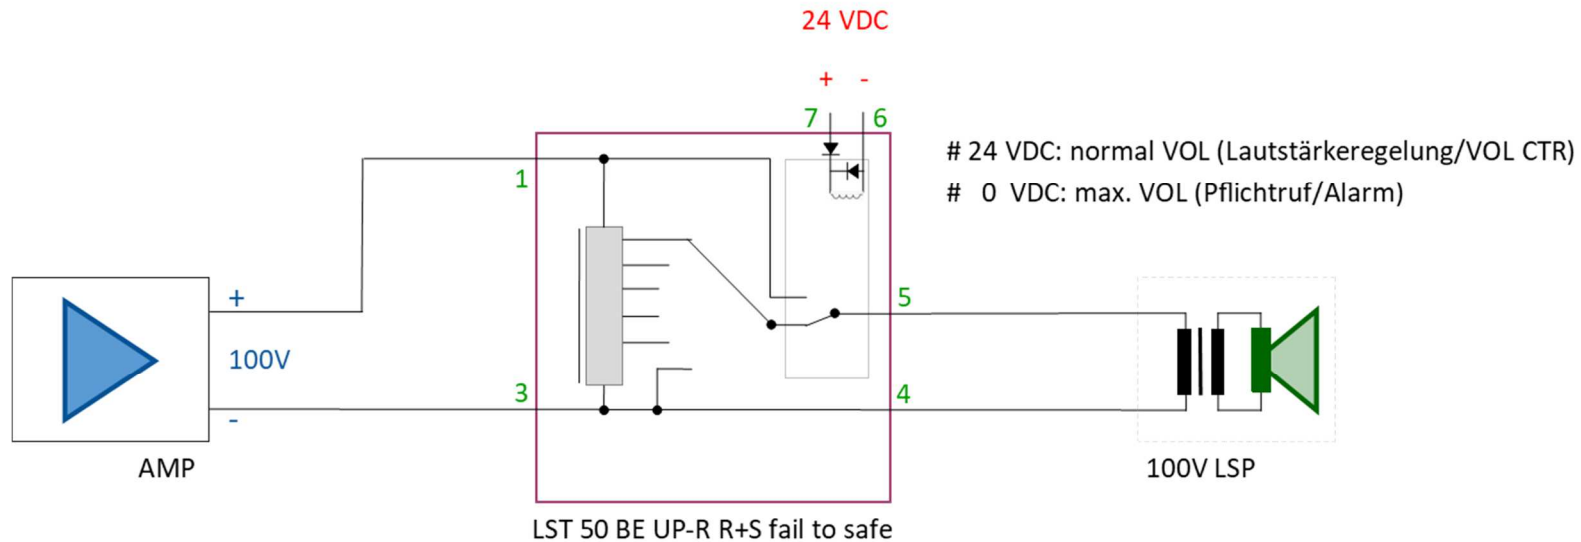 24 VDC
+ -
7 6
# 24 VDC: normal VOL (Lautstärkeregelung/VOL CTR)
# 0 VDC: max. VOL (Pflichtruf/Alarm)
1
+
5
100V
3
4
-
AMP
100V LSP
LST 50 BE UP-R R+S fail to safe